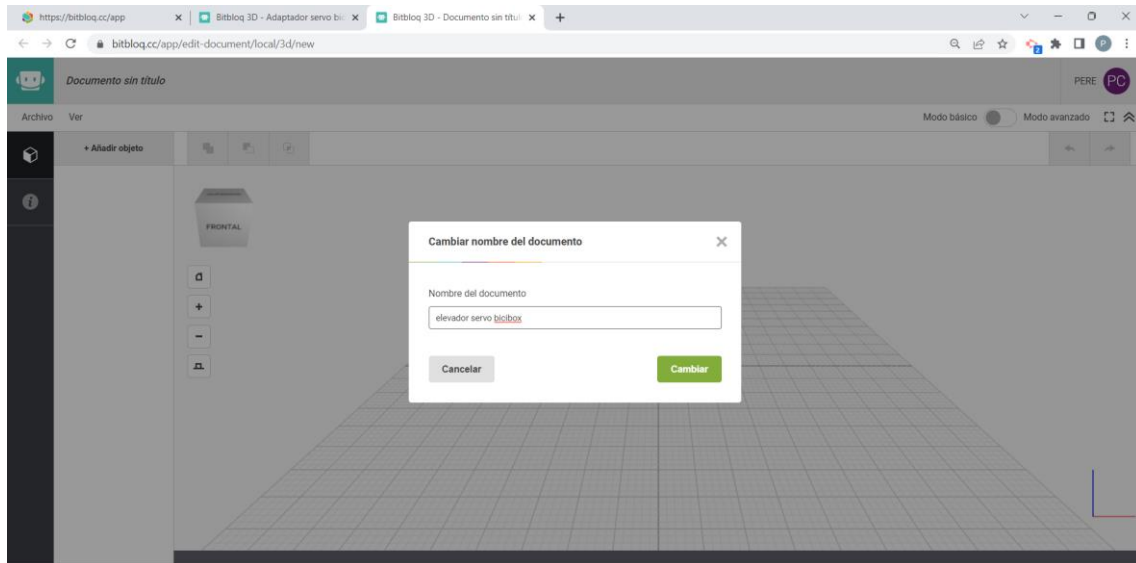 https://bitbloq.cc/app
Bitbloq 3D - Adaptador servo bic
Bitbloq 3D - Documento sin títul
bitbloq.cc/app/edit-document/local/3d/new
2
P
Documento sin título
PERE
PC
Archivo
Ver
Modo básico
Modo avanzado
+ Añadir objeto
FRONTAL
Cambiar nombre del documento
Nombre del documento
elevador servo bicibox
Cancelar
Cambiar